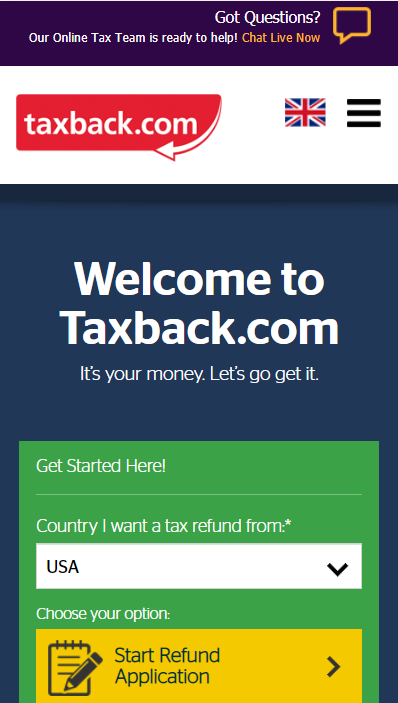 Got Questions?
Our Online Tax Team is ready to help! Chat Live Now
taxback.com
Welcome to
Taxback.com
It's your money. Let's go get it.
Get Started Here!
Country I want a tax refund from:*
USA
Choose your option:
Start Refund
Application